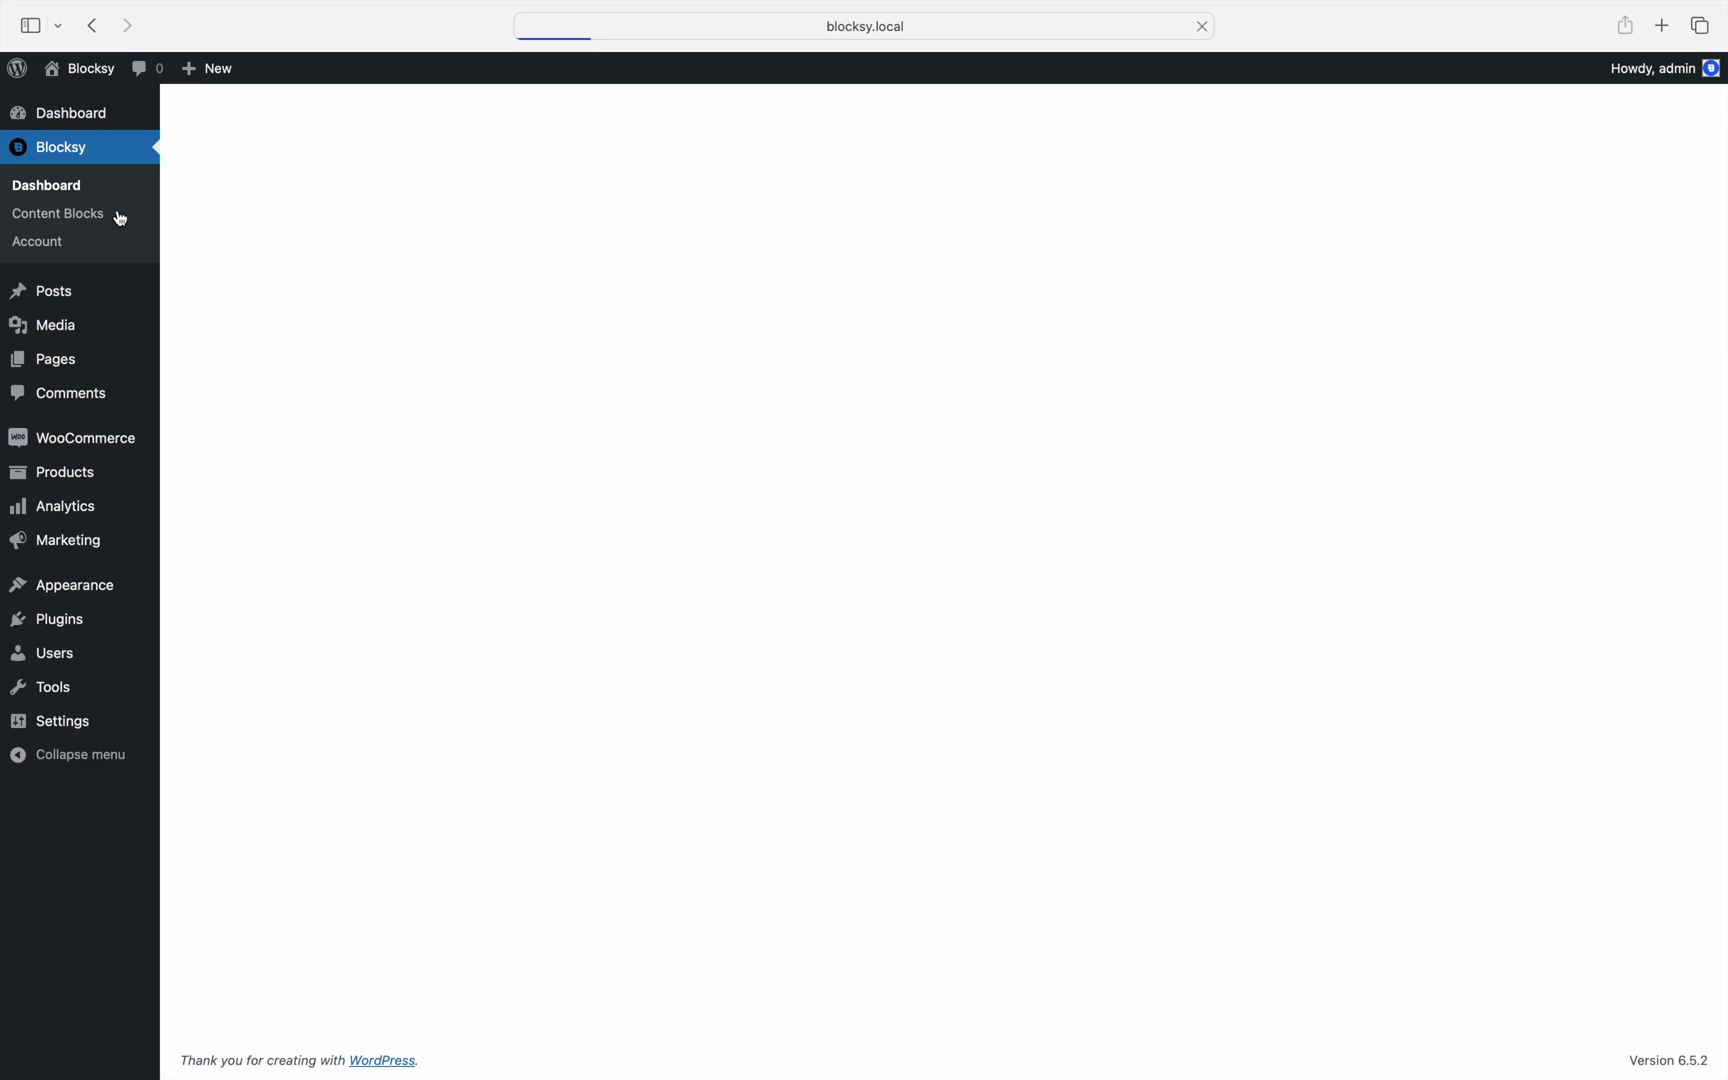 blocksy.local
Blocksy 0 New Howdy, admin
Dashboard
Blocksy
Dashboard
Content Blocks
Account
Posts
Media
Pages
Comments
WooCommerce
Products
Analytics
Marketing
Appearance
Plugins
Users
Tools
Settings
Collapse menu
Thank you for creating with WordPress. Version 6.5.2